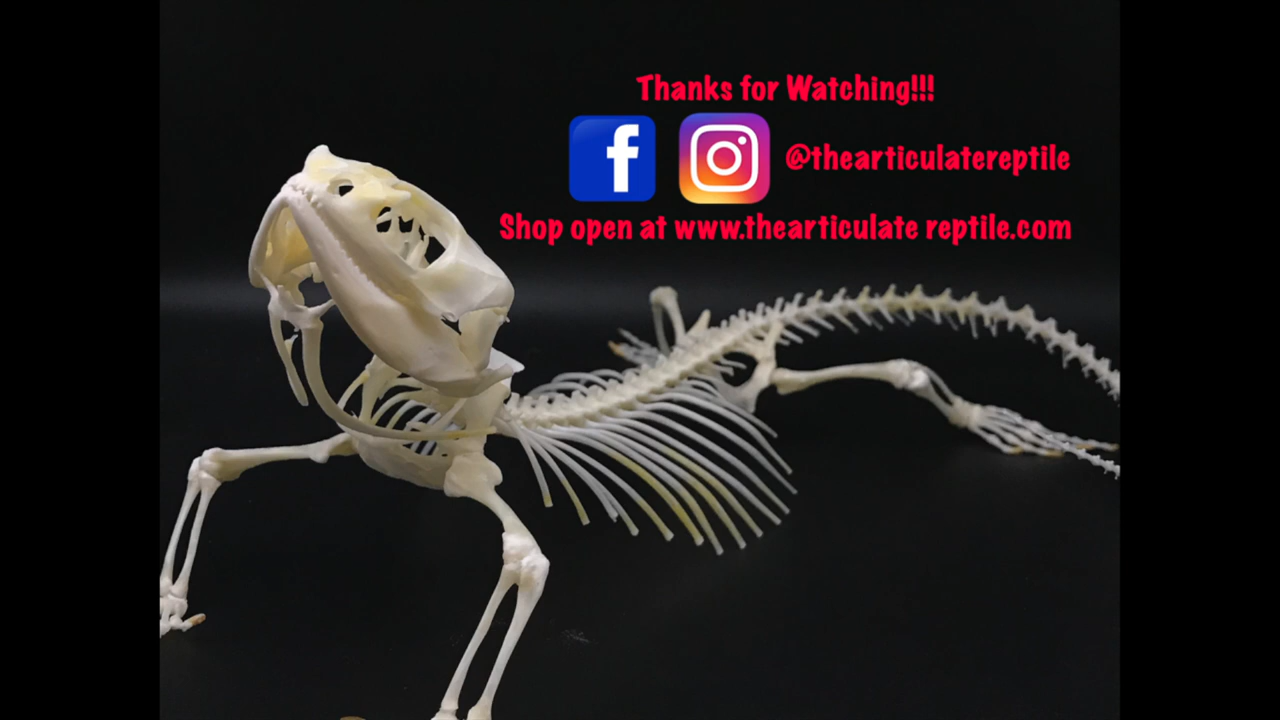 Thanks for Watching!!!
@thearticulatereptile
Shop open at www.thearticulate reptile.com